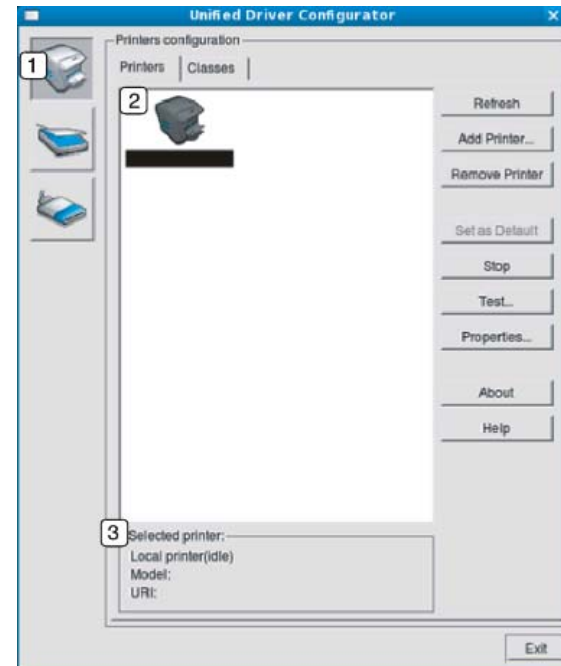 Unified Driver Configurator
Printers configuration
1
Printers
Classes
2
Refresh
Add Printer...
Remove Printer
Set as Default
Stop
Test...
Properties...
About
Help
3
Selected printer:
Local printer(idle)
Model:
URI:
Exit